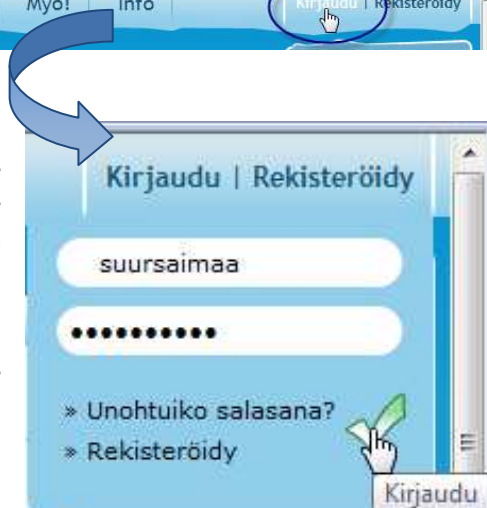 Myö! Info Kirjaudu | Rekisteröidy
Kirjaudu | Rekisteröidy
suursaimaa
••••••••••
» Unohtuiko salasana?
» Rekisteröidy
Kirjaudu